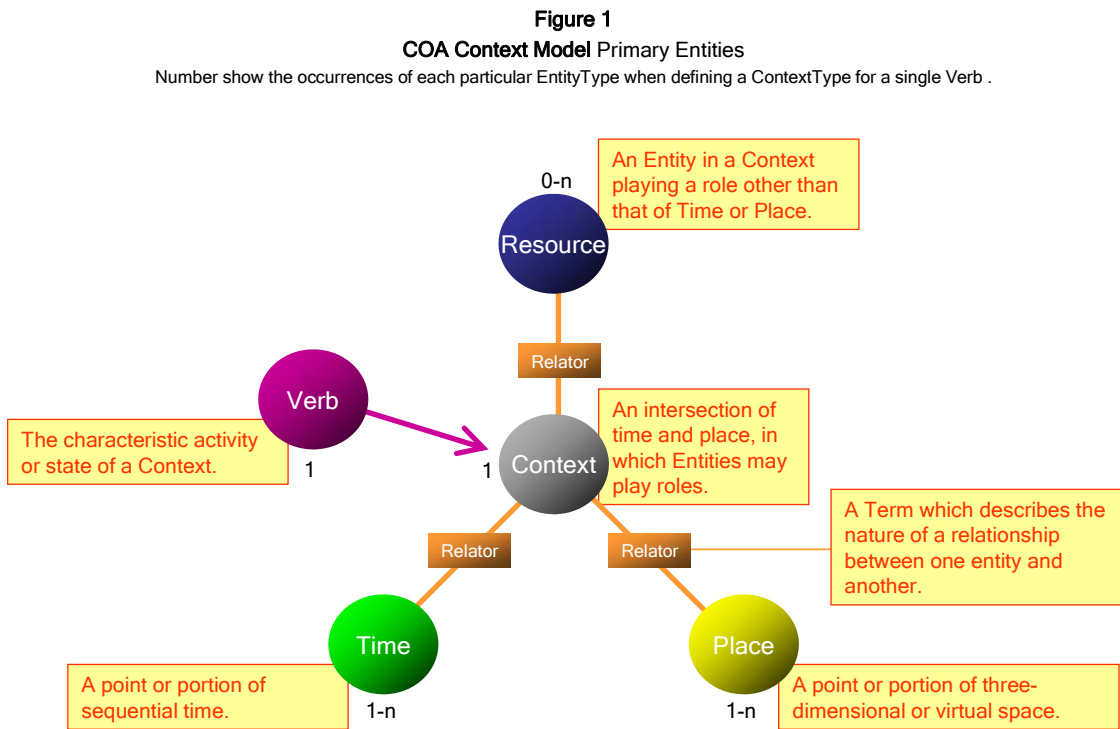 Figure 1
COA Context Model Primary Entities
Number show the occurrences of each particular EntityType when defining a ContextType for a single Verb .
An Entity in a Context
playing a role other than
that of Time or Place.
0-n
Resource
Relator
Verb
The characteristic activity
or state of a Context.
1
1
Context
An intersection of
time and place, in
which Entities may
play roles.
A Term which describes the
nature of a relationship
between one entity and
another.
Relator
Relator
Time
Place
A point or portion of
sequential time.
1-n
1-n
A point or portion of three-
dimensional or virtual space.